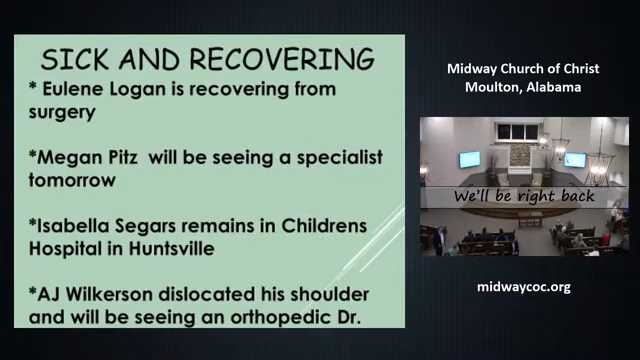 SICK AND RECOVERING
* Eulene Logan is recovering from
surgery
*Megan Pitz  will be seeing a specialist
tomorrow
*Isabella Segars remains in Childrens
Hospital in Huntsville
*AJ Wilkerson dislocated his shoulder
and will be seeing an orthopedic Dr.
Midway Church of Christ
Moulton, Alabama
We'll be right back
midwaycoc.org